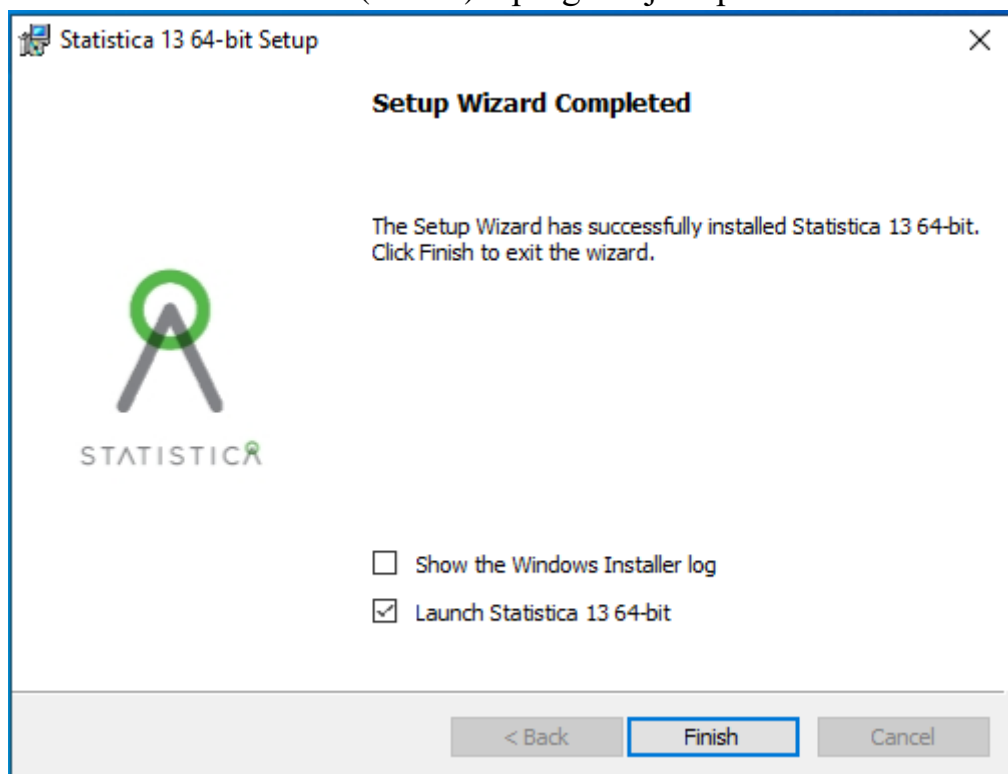 Statistica 13 64-bit Setup
Setup Wizard Completed
The Setup Wizard has successfully installed Statistica 13 64-bit.
Click Finish to exit the wizard.
STATISTICA
Show the Windows Installer log
Launch Statistica 13 64-bit
< Back
Finish
Cancel